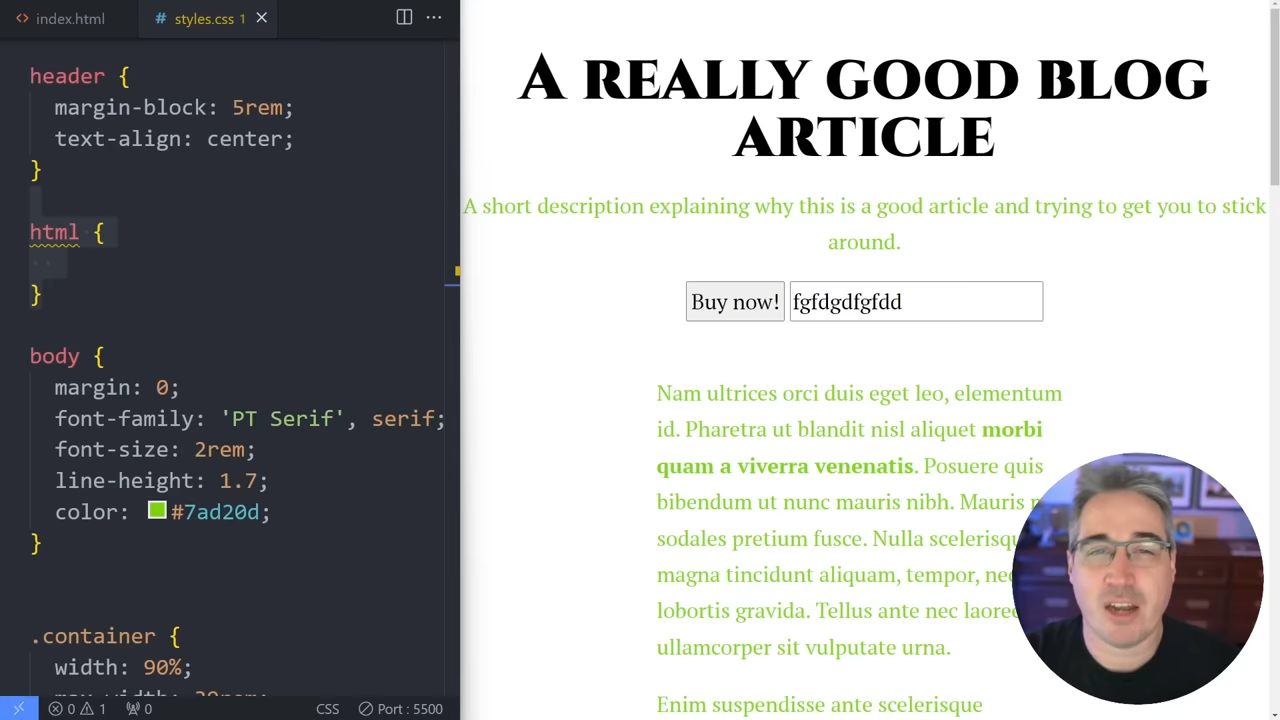 index.html
styles.css 1
header {
margin-block: 5rem;
text-align: center;
}
html {
}
body {
margin: 0;
font-family: 'PT Serif', serif;
font-size: 2rem;
line-height: 1.7;
color: #7ad20d;
}
.container {
width: 90%;
0 1 0 CSS Port : 5500
A REALLY GOOD BLOG
ARTICLE
A short description explaining why this is a good article and trying to get you to stick
around.
Buy now! fgfdgdfgfdd
Nam ultrices orci duis eget leo, elementum
id. Pharetra ut blandit nisl aliquet morbi
quam a viverra venenatis. Posuere quis
bibendum ut nunc mauris nibh. Mauris
sodales pretium fusce. Nulla
magna tincidunt aliquam, tempor,
lobortis gravida. Tellus ante nec
ullamcorper sit vulputate urna.
Enim suspendisse ante scelerisque